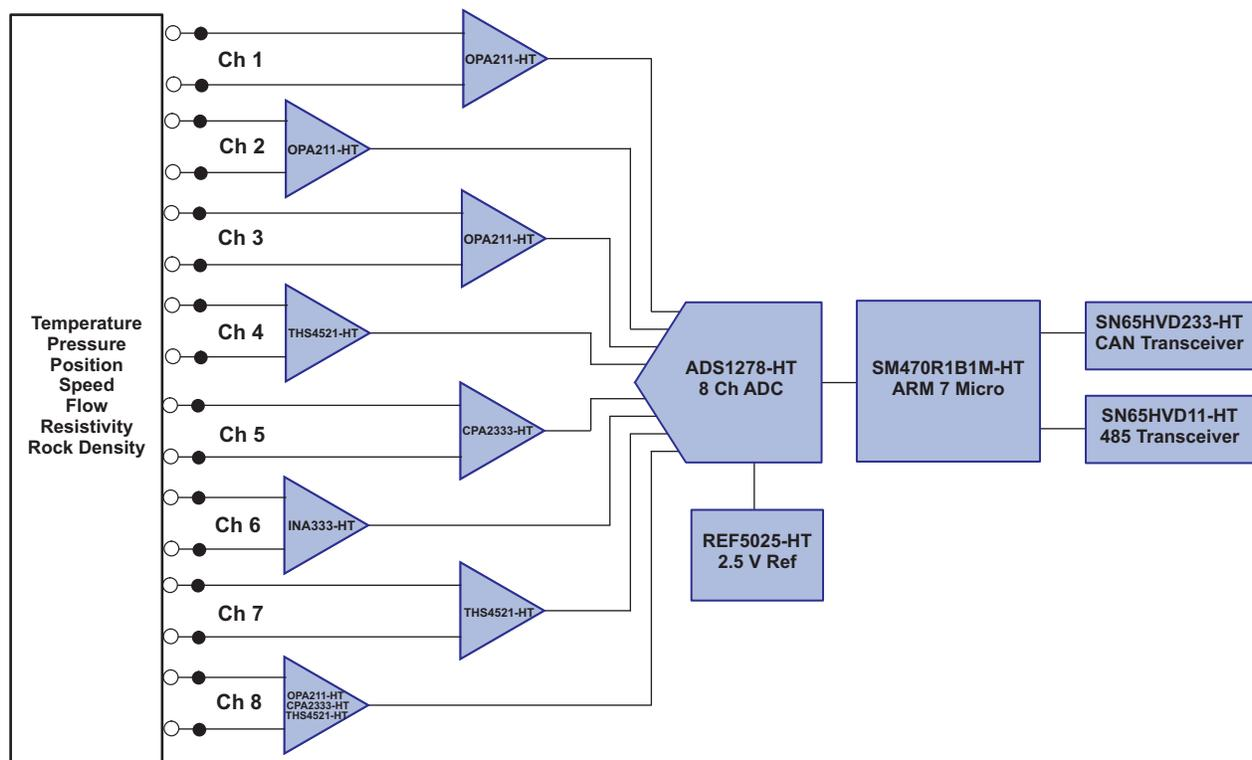 Ch 1
OPA211-HT
Ch 2
OPA211-HT
Ch 3
OPA211-HT
Ch 4
THS4521-HT
Ch 5
CPA2333-HT
Ch 6
INA333-HT
Ch 7
THS4521-HT
Ch 8
OPA211-HT
CPA2333-HT
THS4521-HT
Temperature
Pressure
Position
Speed
Flow
Resistivity
Rock Density
ADS1278-HT
8 Ch ADC
REF5025-HT
2.5 V Ref
SM470R1B1M-HT
ARM 7 Micro
SN65HVD233-HT
CAN Transceiver
SN65HVD11-HT
485 Transceiver